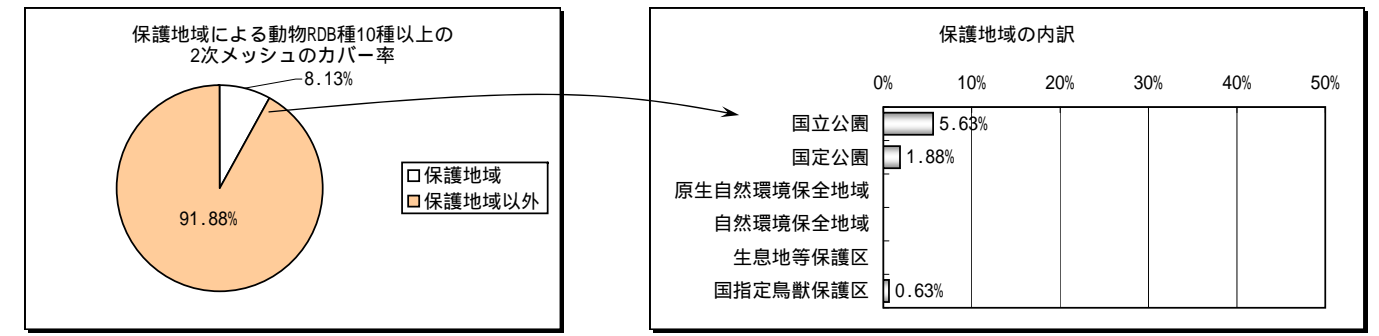 保護地域による動物RDB種10種以上の
2次メッシュのカバー率
8.13%
91.88%
保護地域
保護地域以外
保護地域の内訳
0% 10% 20% 30% 40% 50%
国立公園 5.63%
国定公園 1.88%
原生自然環境保全地域
自然環境保全地域
生息地等保護区
国指定鳥獣保護区 0.63%